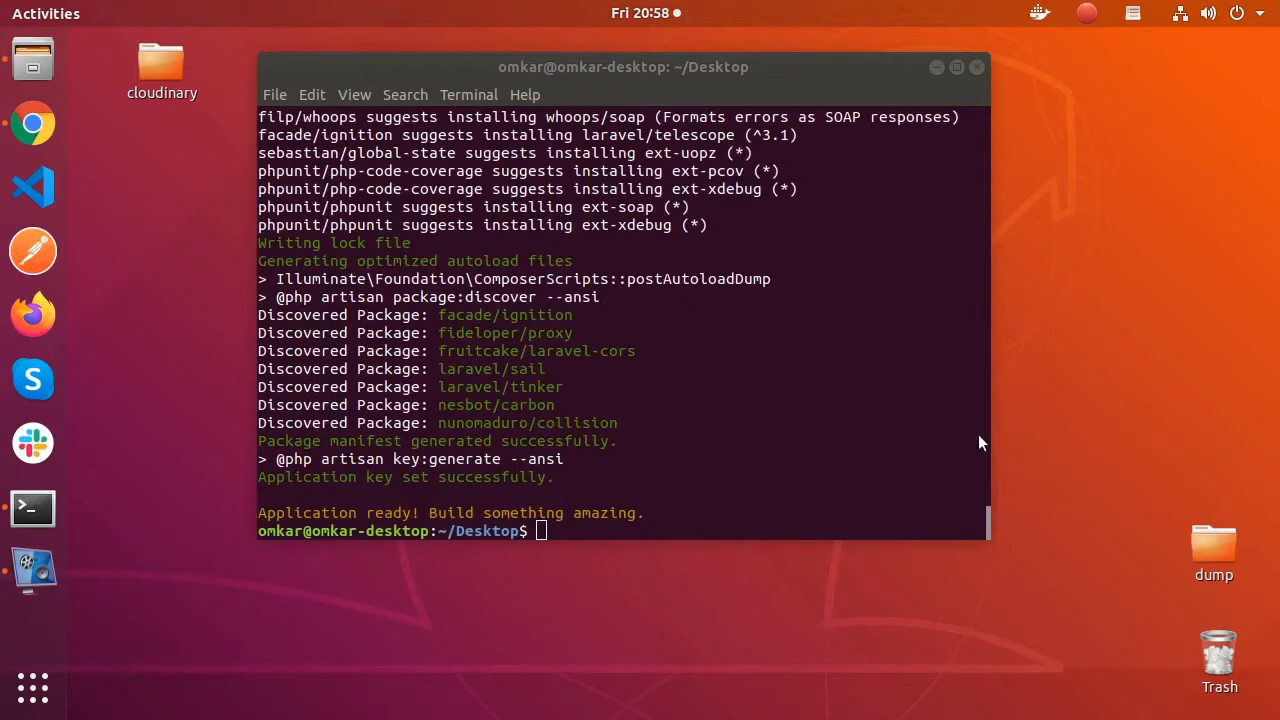 Activities
Fri 20:58
cloudinary
omkar@omkar-desktop: ~/Desktop
File Edit View Search Terminal Help
filp/whoops suggests installing whoops/soap (Formats errors as SOAP responses)
facade/ignition suggests installing laravel/telescope (^3.1)
sebastian/global-state suggests installing ext-uopz (*)
phpunit/php-code-coverage suggests installing ext-pcov (*)
phpunit/php-code-coverage suggests installing ext-xdebug (*)
phpunit/phpunit suggests installing ext-soap (*)
phpunit/phpunit suggests installing ext-xdebug (*)
Writing lock file
Generating optimized autoload files
> Illuminate\Foundation\ComposerScripts::postAutoloadDump
> @php artisan package:discover --ansi
Discovered Package: facade/ignition
Discovered Package: fideloper/proxy
Discovered Package: fruitcake/laravel-cors
Discovered Package: laravel/sail
Discovered Package: laravel/tinker
Discovered Package: nesbot/carbon
Discovered Package: nunomaduro/collision
Package manifest generated successfully.
> @php artisan key:generate --ansi
Application key set successfully.
Application ready! Build something amazing.
omkar@omkar-desktop:~/Desktop$
dump
Trash